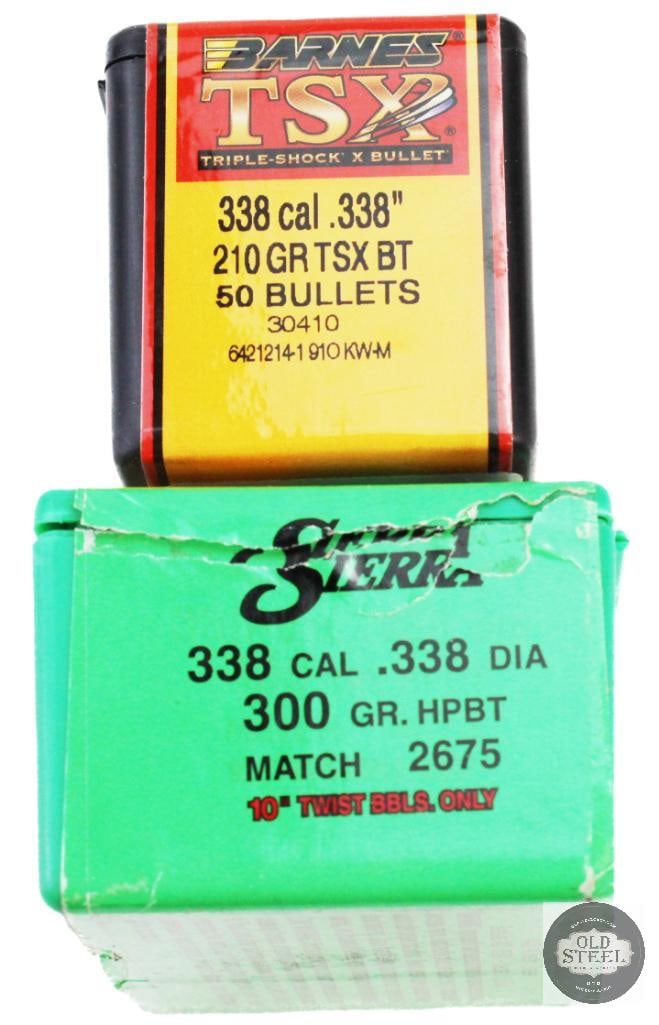 BARNES
TSX
TRIPLE-SHOCK X BULLET
338 cal .338"
210 GR TSX BT
50 BULLETS
30410
6421214-1 910 KW-M
SIERRA
SIERRA
338 CAL .338 DIA
300 GR. HPBT
MATCH 2675
10" TWIST BBLS. ONLY
OLD
STEEL